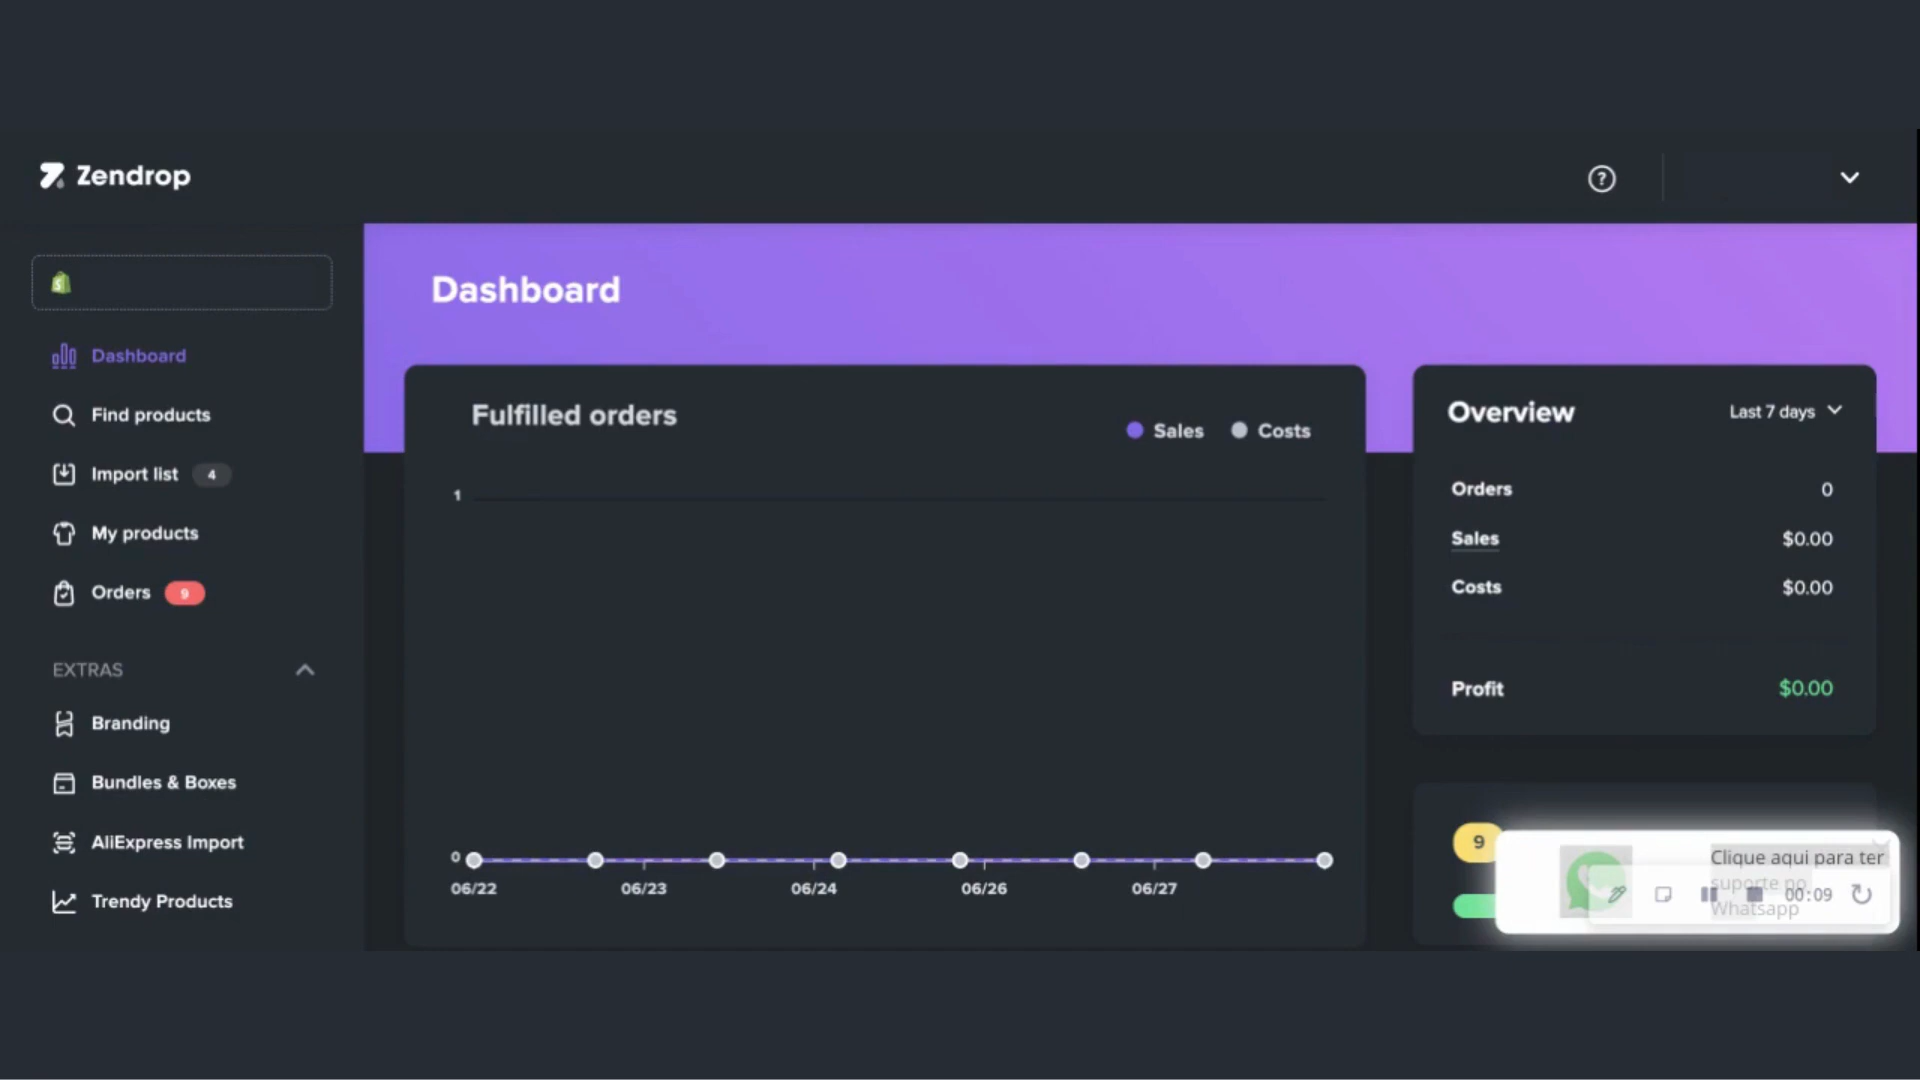 Zendrop
?
Dashboard
Find products
Import list 4
My products
Orders 9
EXTRAS
Branding
Bundles & Boxes
AliExpress Import
Trendy Products
Dashboard
Fulfilled orders
Sales Costs
1
0
06/22 06/23 06/24 06/26 06/27
Overview Last 7 days
Orders 0
Sales $0.00
Costs $0.00
Profit $0.00
9
Clique aqui para ter
suporte no
Whatsapp
00:09